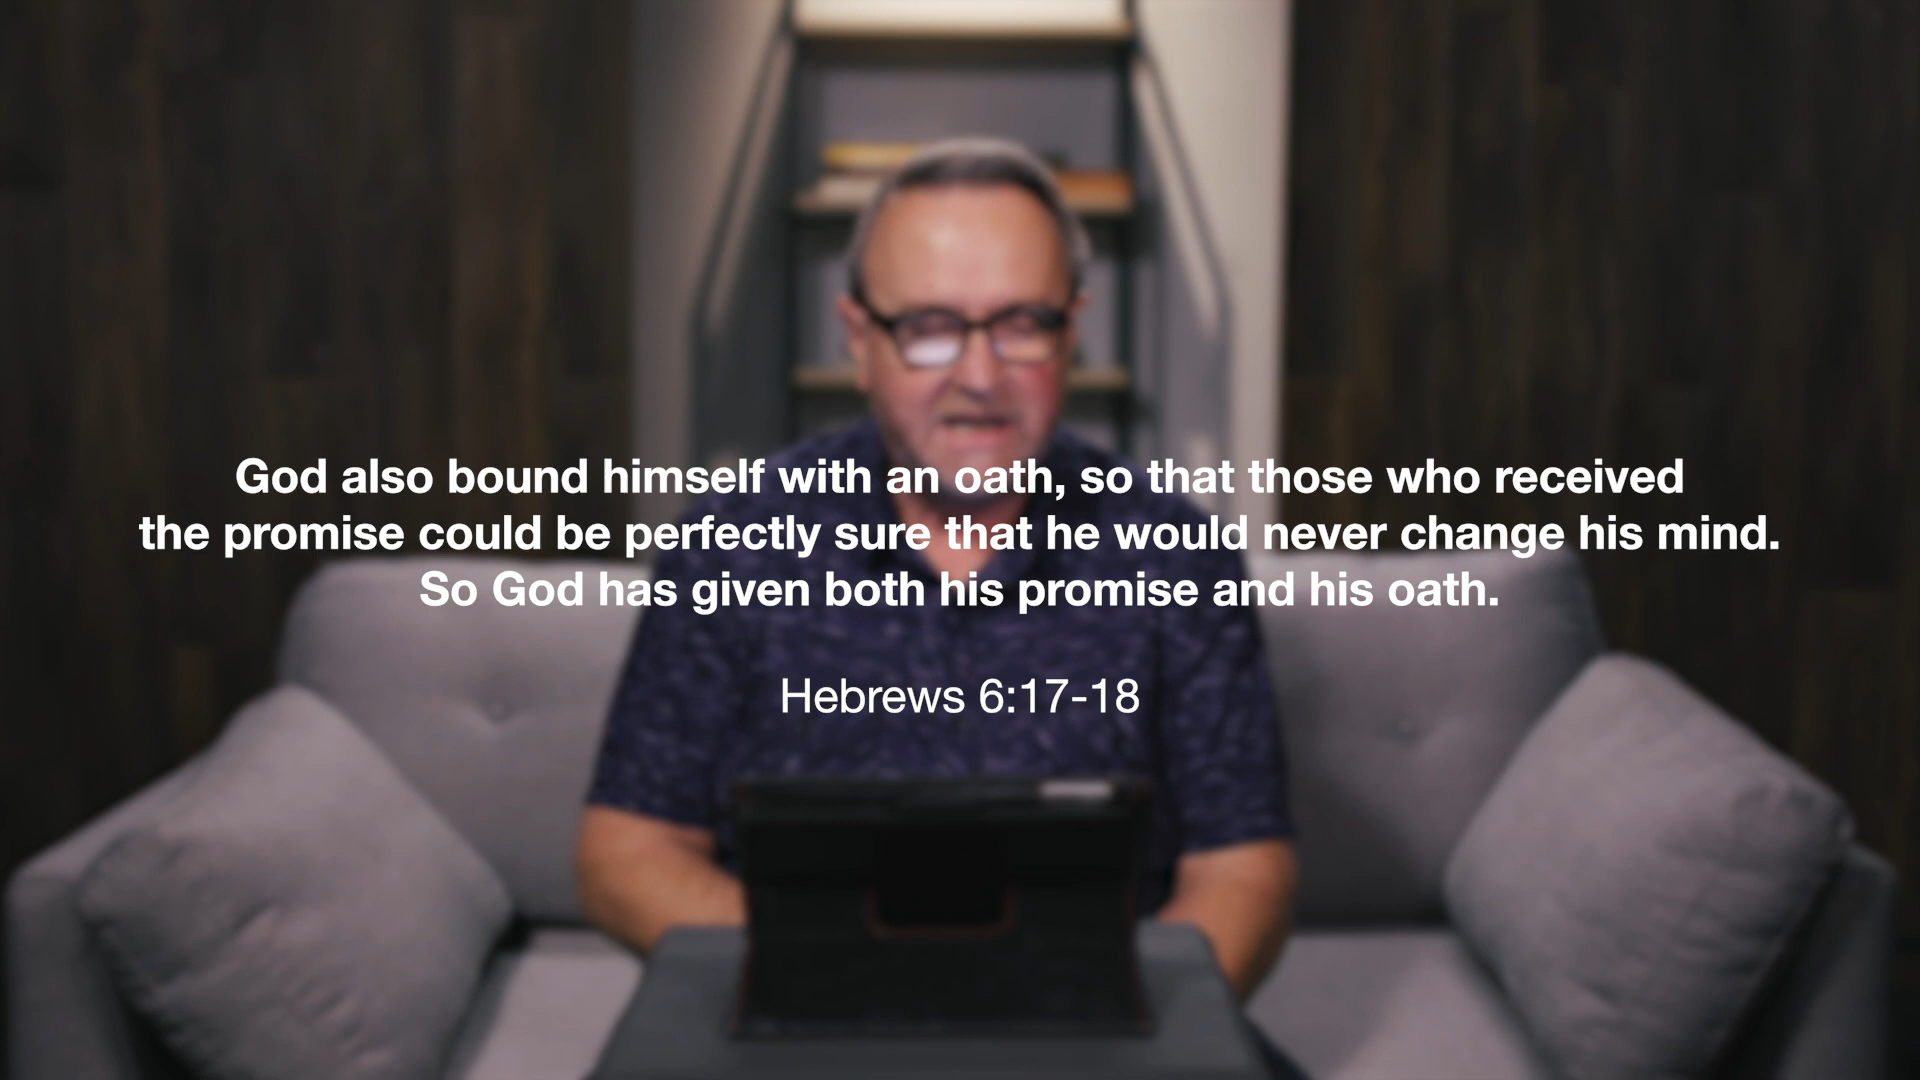 God also bound himself with an oath, so that those who received
the promise could be perfectly sure that he would never change his mind.
So God has given both his promise and his oath.
Hebrews 6:17-18